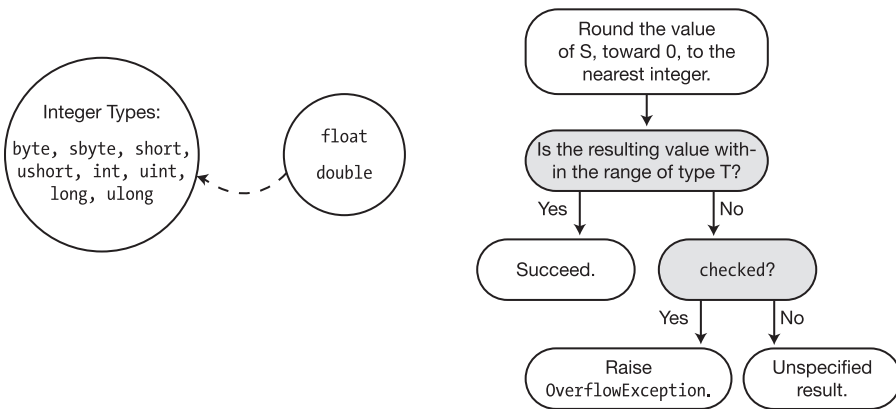 Integer Types:
byte, sbyte, short,
ushort, int, uint,
long, ulong
float
double
Round the value
of S, toward 0, to the
nearest integer.
Is the resulting value with-
in the range of type T?
Yes
No
Succeed.
checked?
Yes
No
Raise
OverflowException.
Unspecified
result.